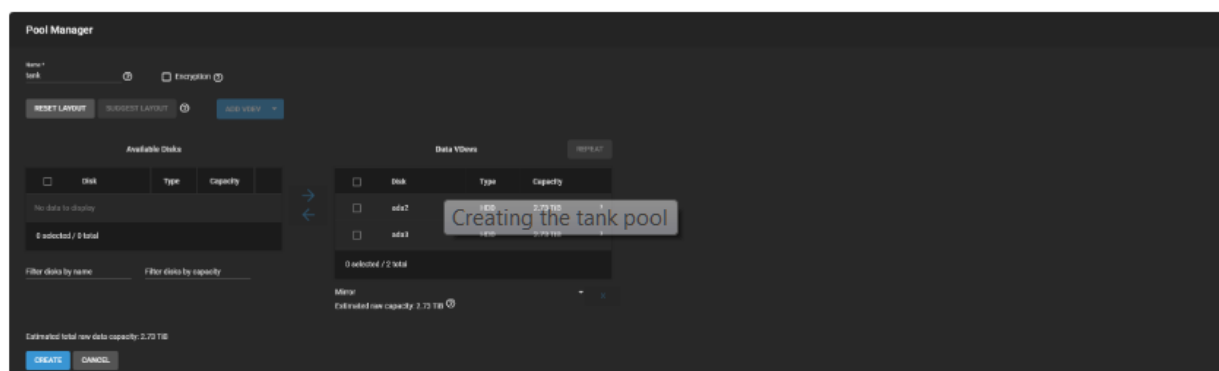 Pool Manager
Name *
tank
Encryption
RESET LAYOUT SUGGEST LAYOUT ADD VDEV
Available Disks
Data VDevs REPEAT
Disk Type Capacity
Disk Type Capacity
No data to display
0 selected / 0 total
ada2 HDD 2.73 TiB
ada3 HDD 2.73 TiB
Creating the tank pool
0 selected / 2 total
Filter disks by name Filter disks by capacity
Mirror
Estimated raw capacity: 2.73 TiB
Estimated total raw data capacity: 2.73 TiB
CREATE CANCEL